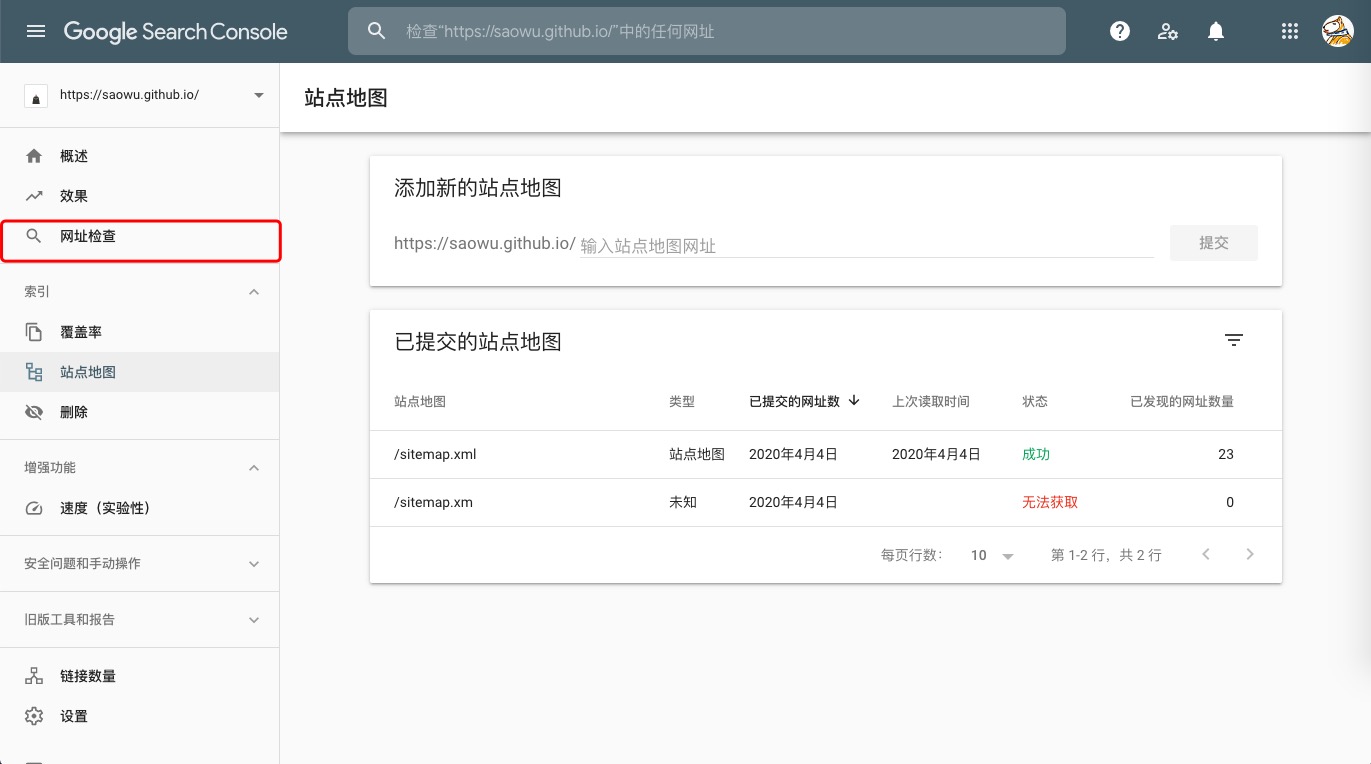 Google Search Console
检查“https://saowu.github.io/”中的任何网址
https://saowu.github.io/
概述
效果
网址检查
索引
覆盖率
站点地图
删除
增强功能
速度（实验性）
安全问题和手动操作
旧版工具和报告
链接数量
设置
站点地图
添加新的站点地图
https://saowu.github.io/ 输入站点地图网址 提交
已提交的站点地图
站点地图 类型 已提交的网址数 上次读取时间 状态 已发现的网址数量
/sitemap.xml 站点地图 2020年4月4日 2020年4月4日 成功 23
/sitemap.xm 未知 2020年4月4日 无法获取 0
每页行数： 10 第 1-2 行，共 2 行